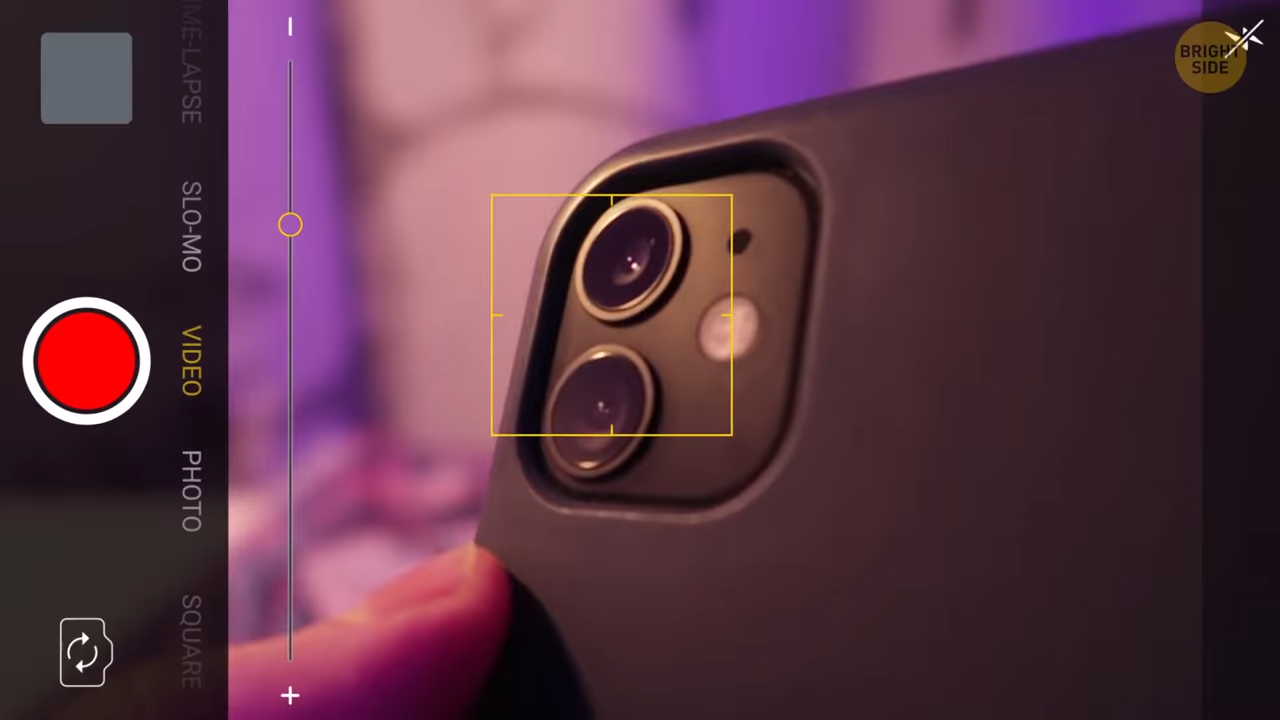 ME-LAPSE
SLO-MO
VIDEO
PHOTO
SQUARE
BRIGHT
SIDE